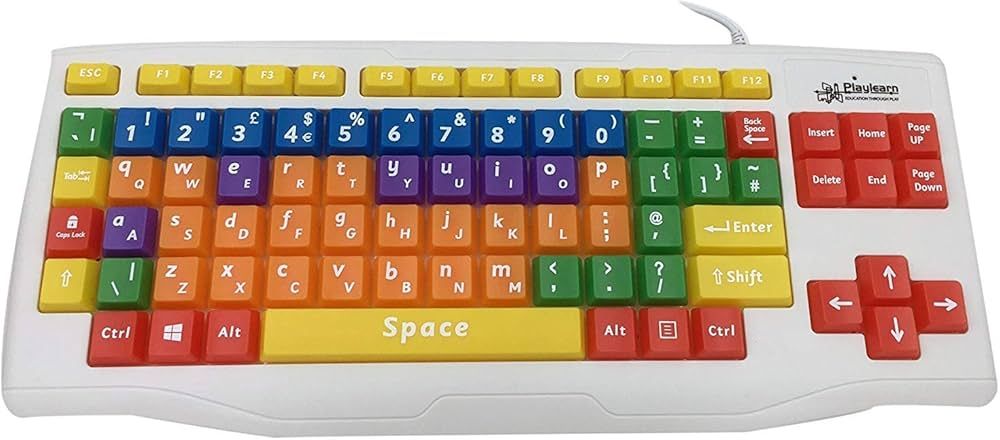 ESC F1 F2 F3 F4 F5 F6 F7 F8 F9 F10 F11 F12
Playlearn
EDUCATION THROUGH PLAY
¬ ` | 1 ! 2 " 3 £ 4 $ € 5 % 6 ^ 7 & 8 * 9 ( 0 ) - _ + = Back Space Insert Home Page UP
Tab q Q w W e E r R t T y Y u U i I o O p P { [ } ] ~ # Delete End Page Down
Caps Lock a A s S d D f F g G h H j J k K l L : ; @ ' Enter
⇧ \ | z Z x X c C v V b B n N m M < , > . ? / ⇧ Shift ↑
Ctrl Alt Space Alt Ctrl ← ↓ →